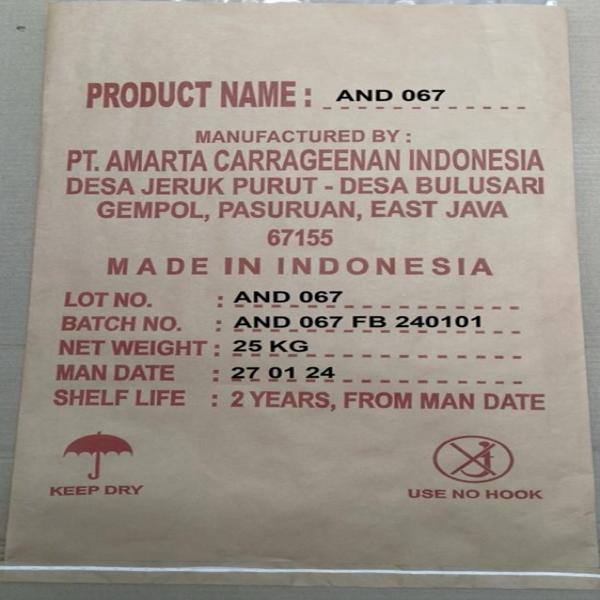 PRODUCT NAME : AND 067
MANUFACTURED BY :
PT. AMARTA CARRAGEENAN INDONESIA
DESA JERUK PURUT - DESA BULUSARI
GEMPOL, PASURUAN, EAST JAVA
67155
MADE IN INDONESIA
LOT NO. : AND 067
BATCH NO. : AND 067 FB 240101
NET WEIGHT : 25 KG
MAN DATE : 27 01 24
SHELF LIFE : 2 YEARS, FROM MAN DATE
KEEP DRY
USE NO HOOK